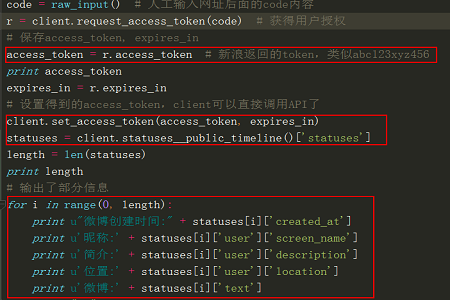 code = raw_input()  # 人工输入网址后面的code内容
r = client.request_access_token(code)  # 获得用户授权
# 保存access_token, expires_in
access_token = r.access_token  # 新浪返回的token，类似abc123xyz456
print access_token
expires_in = r.expires_in
# 设置得到的access_token，client可以直接调用API了
client.set_access_token(access_token, expires_in)
statuses = client.statuses__public_timeline()['statuses']
length = len(statuses)
print length
# 输出了部分信息
for i in range(0, length):
print u"微博创建时间:" + statuses[i]['created_at']
print u'昵称:' + statuses[i]['user']['screen_name']
print u'简介:' + statuses[i]['user']['description']
print u'位置:' + statuses[i]['user']['location']
print u'微博:' + statuses[i]['text']